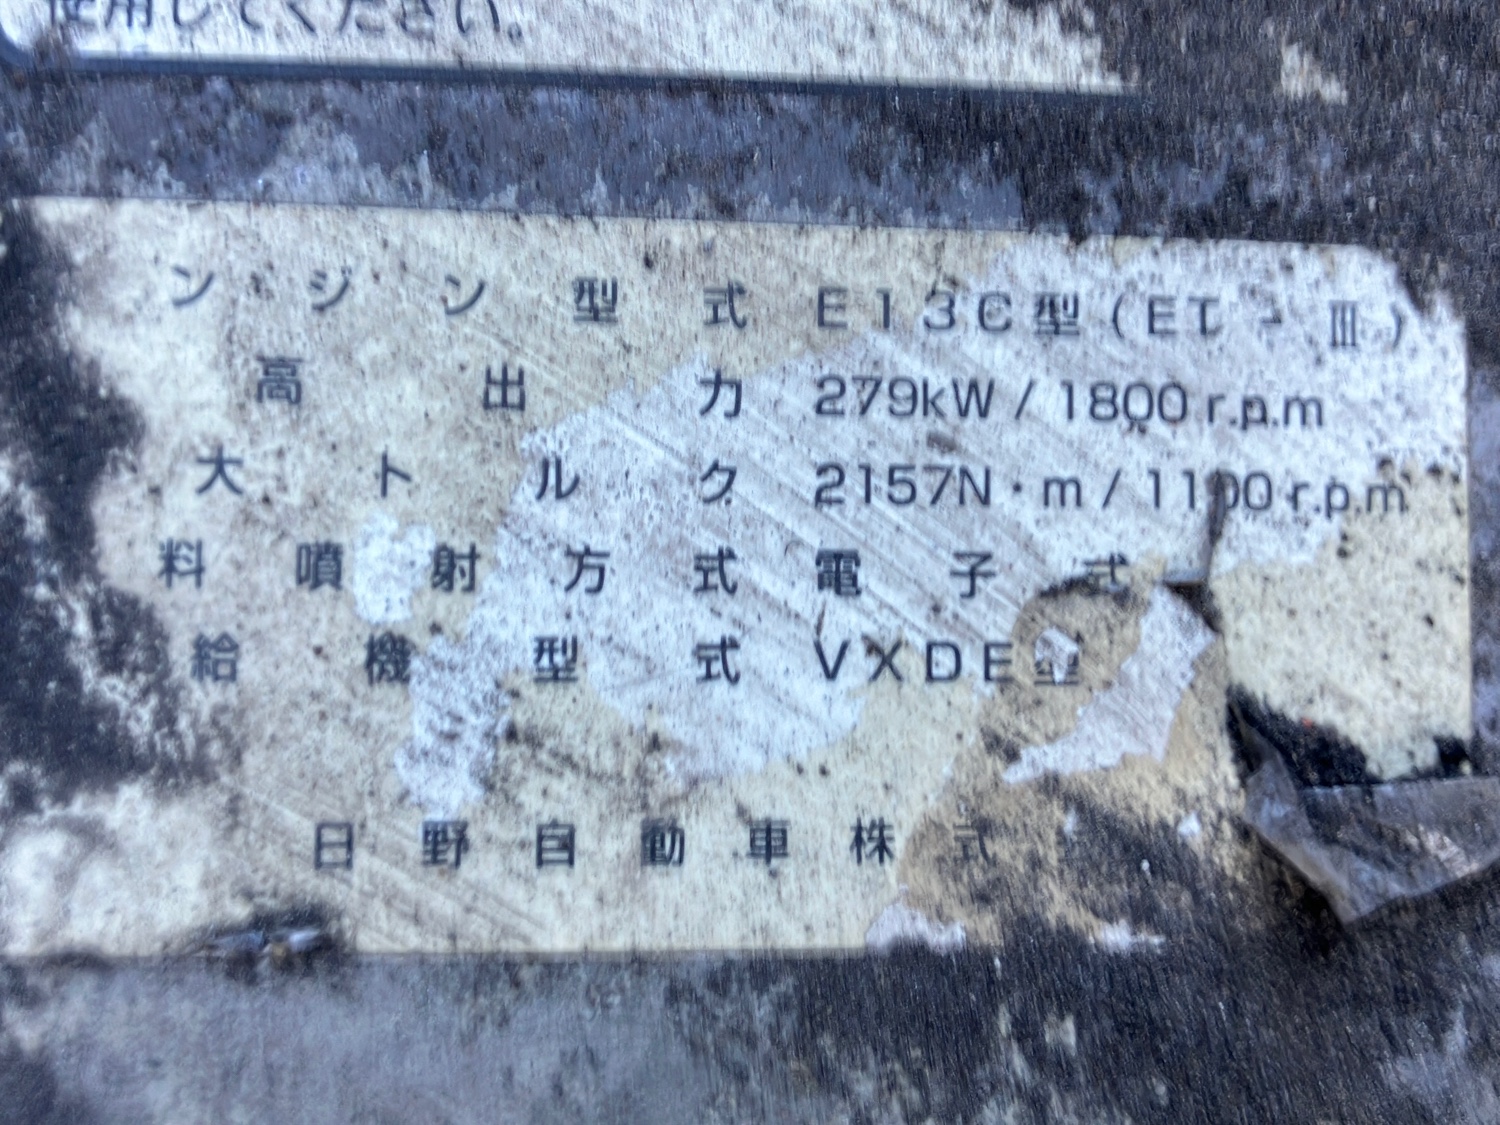 使用してください。
ンジン型式 E13C型(ET-Ⅲ)
高出力 279kW/1800r.p.m
大トルク 2157N・m/1100r.p.m
料噴射方式 電子式
給機型式 VXDE型
日野自動車株式